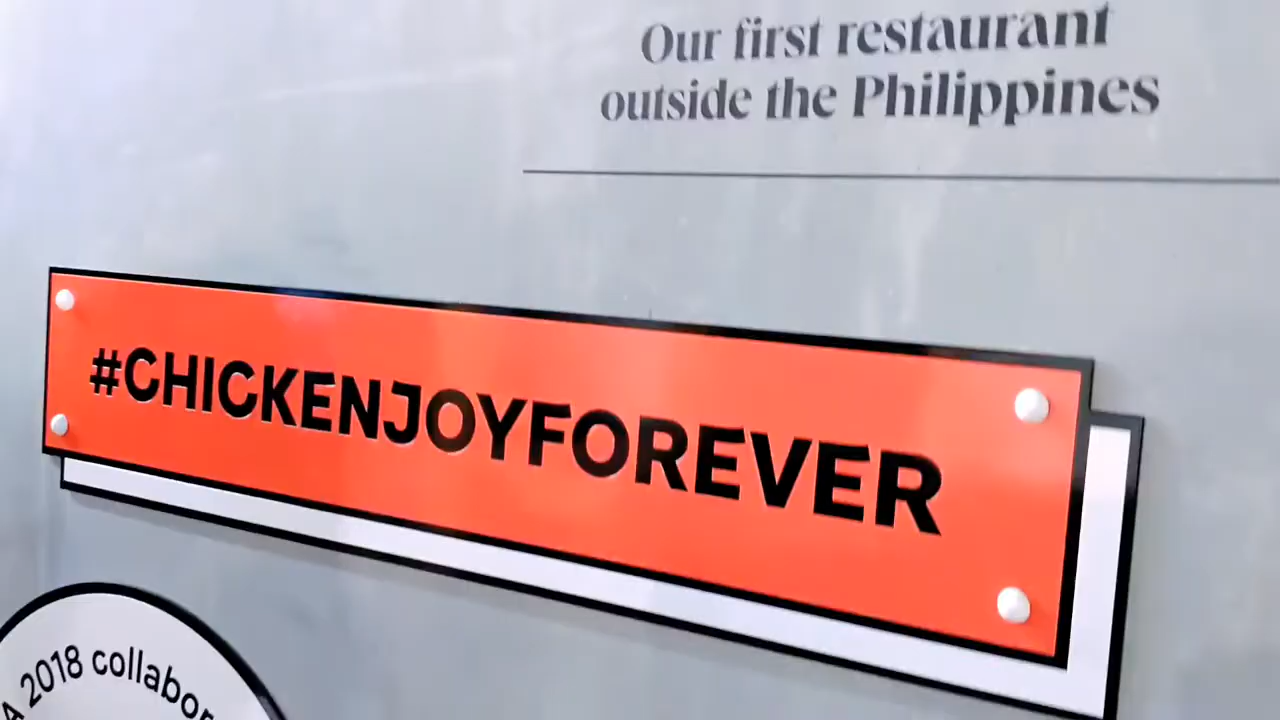 Our first restaurant
outside the Philippines
#CHICKENJOYFOREVER
A 2018 collabor